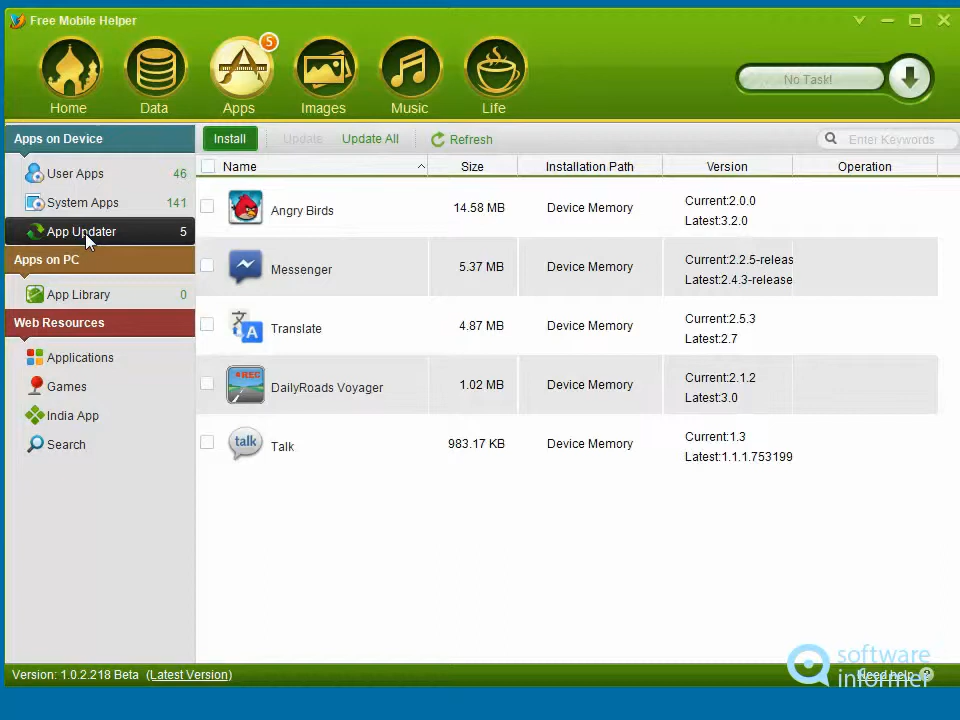 Free Mobile Helper
5
Home
Data
Apps
Images
Music
Life
No Task!
Apps on Device
Install
Update
Update All
Refresh
Enter Keywords
Name
Size
Installation Path
Version
Operation
User Apps 46
System Apps 141
App Updater 5
Apps on PC
App Library 0
Web Resources
Applications
Games
India App
Search
Angry Birds
14.58 MB
Device Memory
Current:2.0.0
Latest:3.2.0
Messenger
5.37 MB
Device Memory
Current:2.2.5-releas
Latest:2.4.3-release
文
A
Translate
4.87 MB
Device Memory
Current:2.5.3
Latest:2.7
REC
DailyRoads Voyager
1.02 MB
Device Memory
Current:2.1.2
Latest:3.0
talk
Talk
983.17 KB
Device Memory
Current:1.3
Latest:1.1.1.753199
Version: 1.0.2.218 Beta (Latest Version)
Need help
software
informer